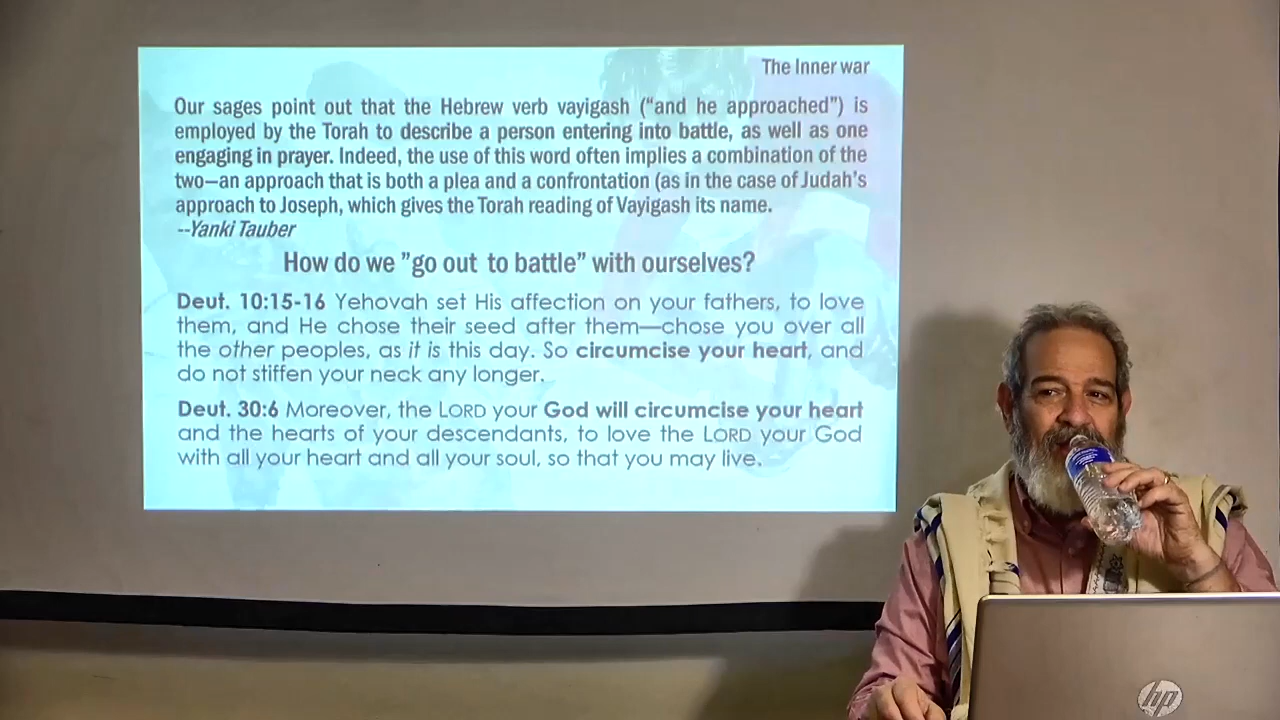 The Inner war
Our sages point out that the Hebrew verb vayigash (“and he approached”) is
employed by the Torah to describe a person entering into battle, as well as one
engaging in prayer. Indeed, the use of this word often implies a combination of the
two—an approach that is both a plea and a confrontation (as in the case of Judah’s
approach to Joseph, which gives the Torah reading of Vayigash its name.
--Yanki Tauber
How do we ”go out to battle” with ourselves?
Deut. 10:15-16 Yehovah set His affection on your fathers, to love
them, and He chose their seed after them—chose you over all
the other peoples, as it is this day. So circumcise your heart, and
do not stiffen your neck any longer.
Deut. 30:6 Moreover, the LORD your God will circumcise your heart
and the hearts of your descendants, to love the LORD your God
with all your heart and all your soul, so that you may live.
hp